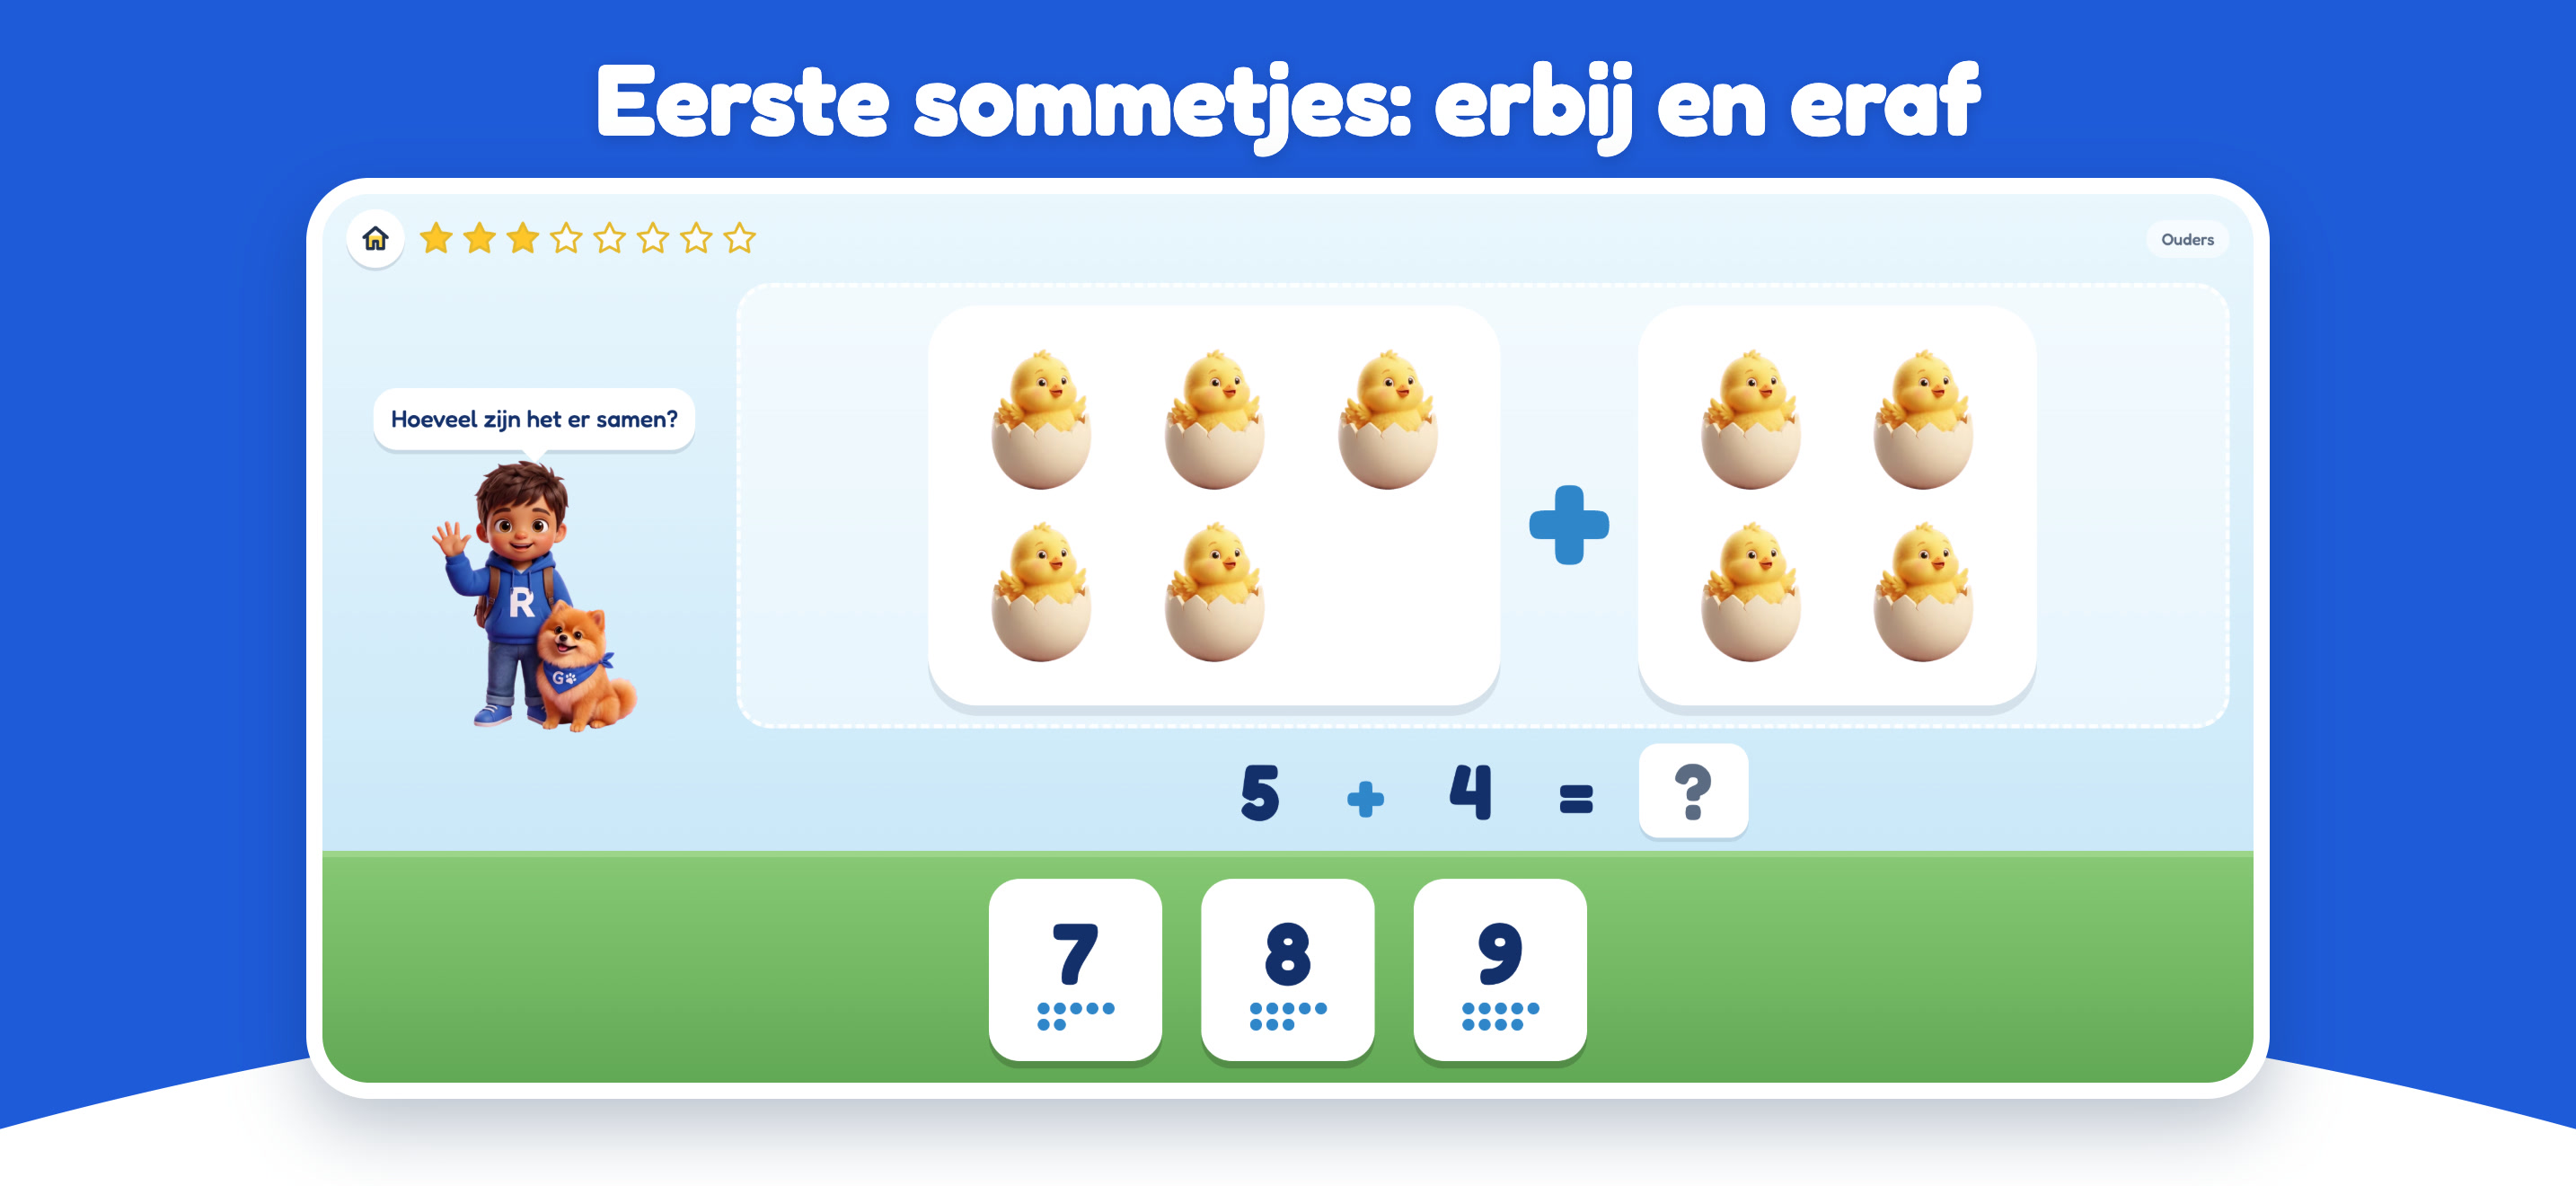 Eerste sommetjes: erbij en eraf
Ouders
Hoeveel zijn het er samen?
R
G
5 + 4 = ?
7 8 9